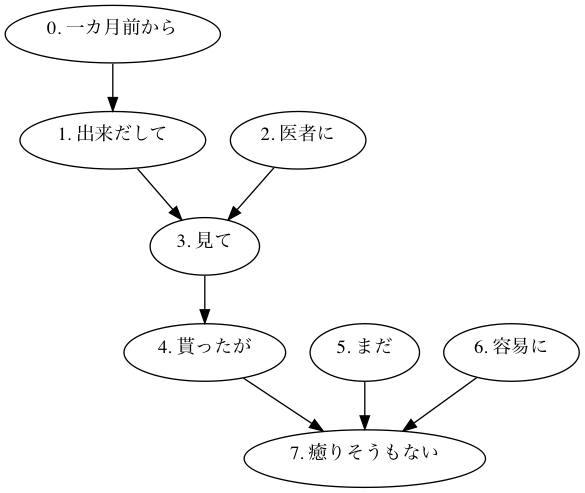 0. 一カ月前から
1. 出来だして
2. 医者に
3. 見て
4. 貰ったが
5. まだ
6. 容易に
7. 癒りそうもない